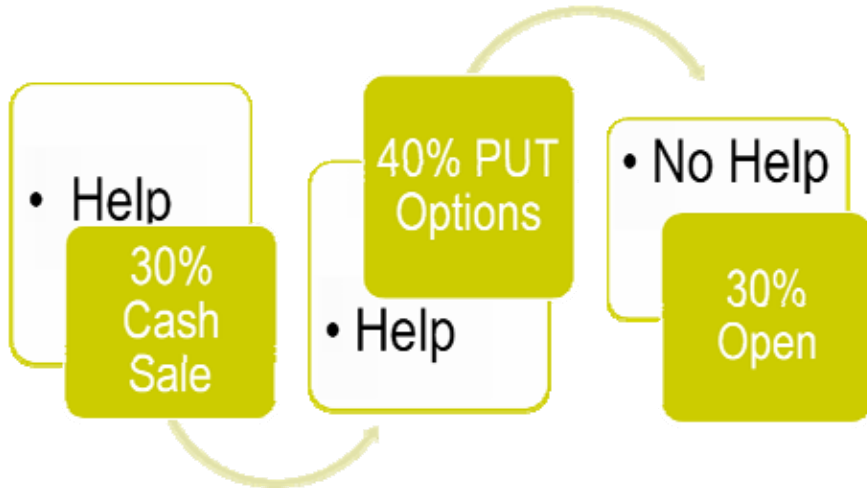 • Help
30%
Cash
Sale
40% PUT
Options
• Help
• No Help
30%
Open